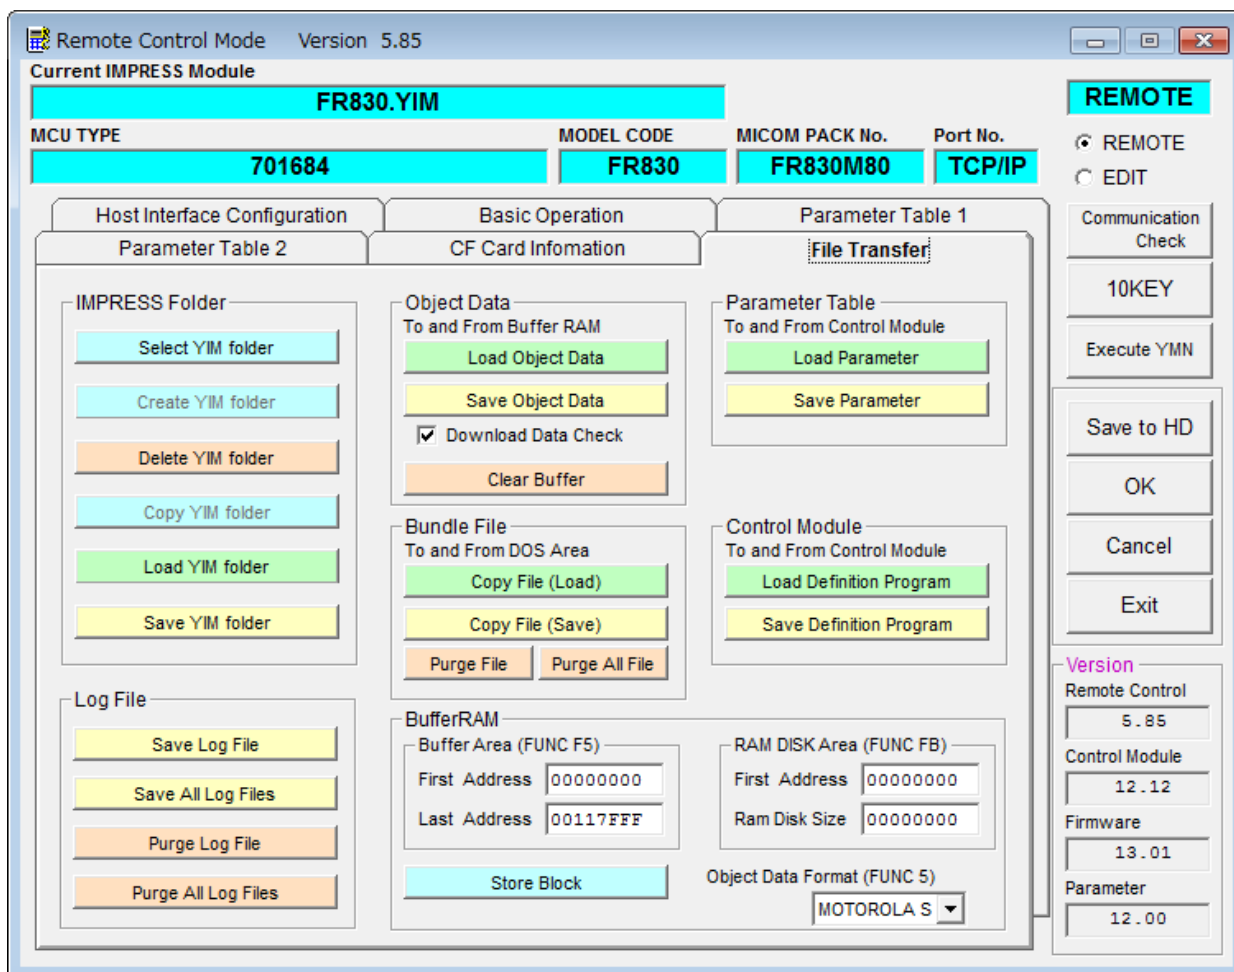 Remote Control Mode Version 5.85
Current IMPRESS Module
FR830.YIM
REMOTE
MCU TYPE
MODEL CODE
MICOM PACK No.
Port No.
701684
FR830
FR830M80
TCP/IP
REMOTE
EDIT
Host Interface Configuration
Basic Operation
Parameter Table 1
Parameter Table 2
CF Card Infomation
File Transfer
Communication
Check
10KEY
Execute YMN
Save to HD
OK
Cancel
Exit
IMPRESS Folder
Select YIM folder
Create YIM folder
Delete YIM folder
Copy YIM folder
Load YIM folder
Save YIM folder
Object Data
To and From Buffer RAM
Load Object Data
Save Object Data
Download Data Check
Clear Buffer
Parameter Table
To and From Control Module
Load Parameter
Save Parameter
Bundle File
To and From DOS Area
Copy File (Load)
Copy File (Save)
Purge File
Purge All File
Control Module
To and From Control Module
Load Definition Program
Save Definition Program
Log File
Save Log File
Save All Log Files
Purge Log File
Purge All Log Files
BufferRAM
Buffer Area (FUNC F5)
First Address 00000000
Last Address 00117FFF
RAM DISK Area (FUNC FB)
First Address 00000000
Ram Disk Size 00000000
Store Block
Object Data Format (FUNC 5)
MOTOROLA S
Version
Remote Control
5.85
Control Module
12.12
Firmware
13.01
Parameter
12.00